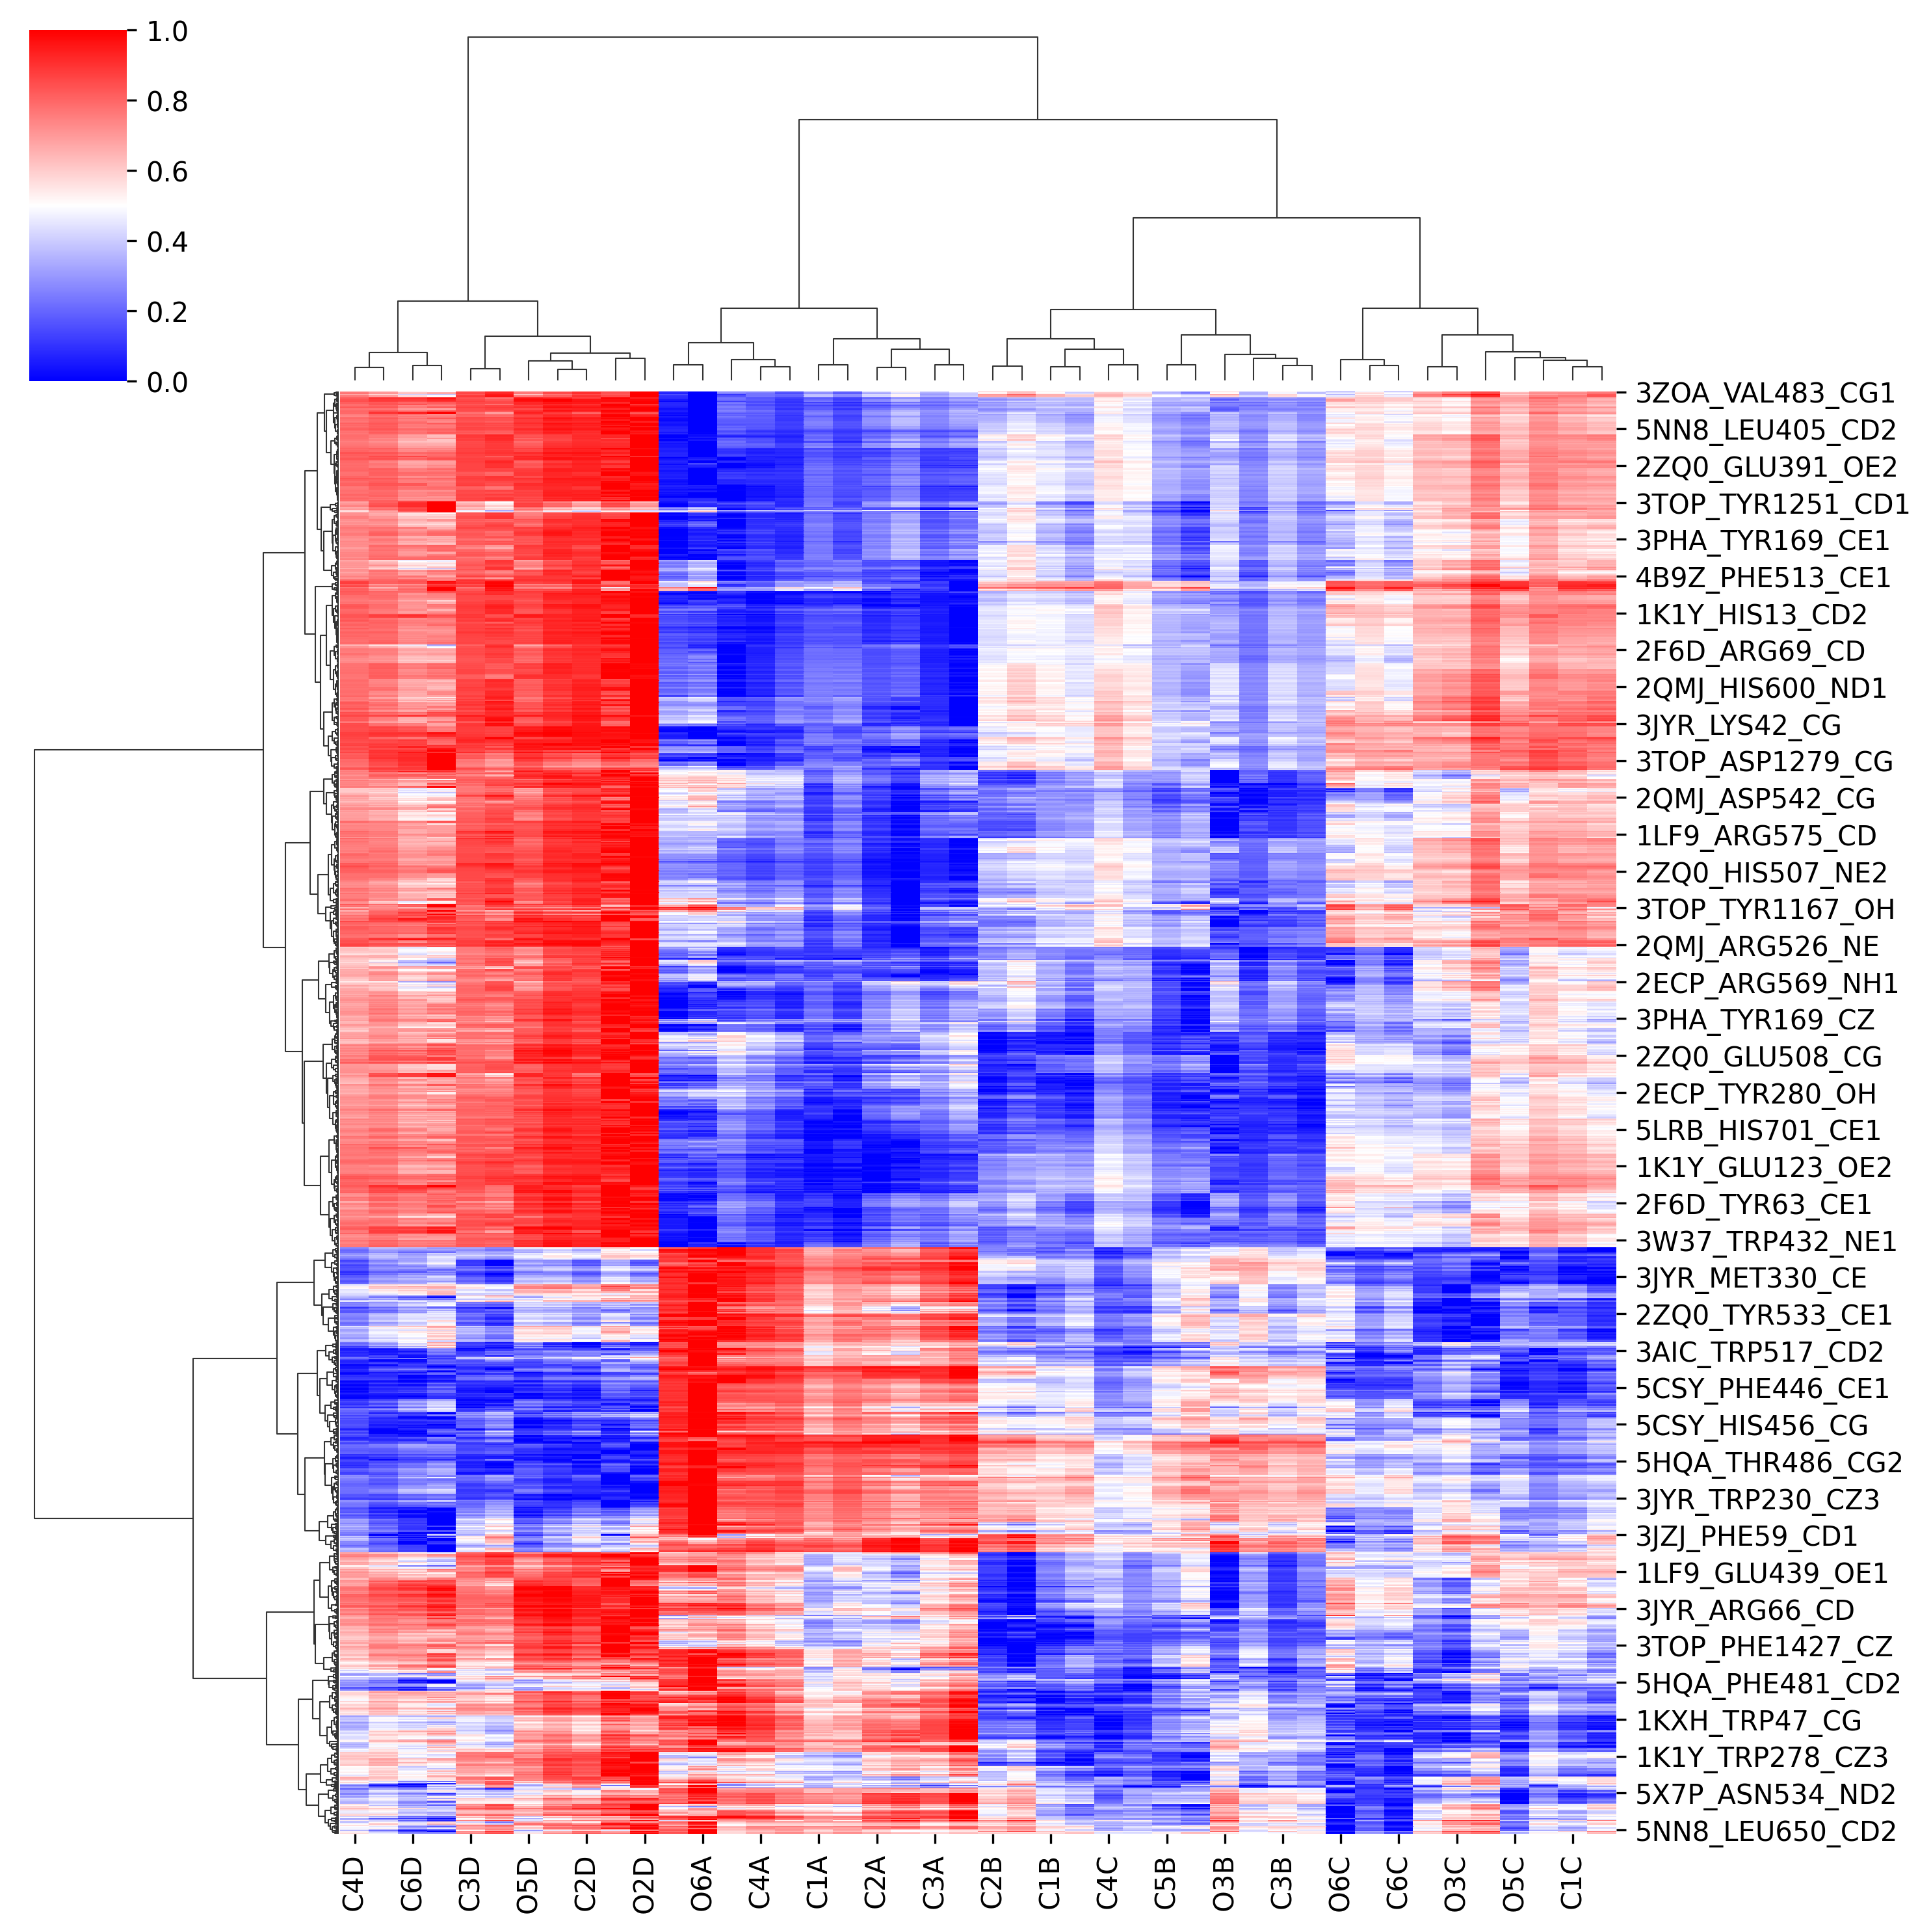 1.0
0.8
0.6
0.4
0.2
0.0
3ZOA_VAL483_CG1
5NN8_LEU405_CD2
2ZQ0_GLU391_OE2
3TOP_TYR1251_CD1
3PHA_TYR169_CE1
4B9Z_PHE513_CE1
1K1Y_HIS13_CD2
2F6D_ARG69_CD
2QMJ_HIS600_ND1
3JYR_LYS42_CG
3TOP_ASP1279_CG
2QMJ_ASP542_CG
1LF9_ARG575_CD
2ZQ0_HIS507_NE2
3TOP_TYR1167_OH
2QMJ_ARG526_NE
2ECP_ARG569_NH1
3PHA_TYR169_CZ
2ZQ0_GLU508_CG
2ECP_TYR280_OH
5LRB_HIS701_CE1
1K1Y_GLU123_OE2
2F6D_TYR63_CE1
3W37_TRP432_NE1
3JYR_MET330_CE
2ZQ0_TYR533_CE1
3AIC_TRP517_CD2
5CSY_PHE446_CE1
5CSY_HIS456_CG
5HQA_THR486_CG2
3JYR_TRP230_CZ3
3JZJ_PHE59_CD1
1LF9_GLU439_OE1
3JYR_ARG66_CD
3TOP_PHE1427_CZ
5HQA_PHE481_CD2
1KXH_TRP47_CG
1K1Y_TRP278_CZ3
5X7P_ASN534_ND2
5NN8_LEU650_CD2
C4D
C6D
C3D
O5D
C2D
O2D
O6A
C4A
C1A
C2A
C3A
C2B
C1B
C4C
C5B
O3B
C3B
O6C
C6C
O3C
O5C
C1C